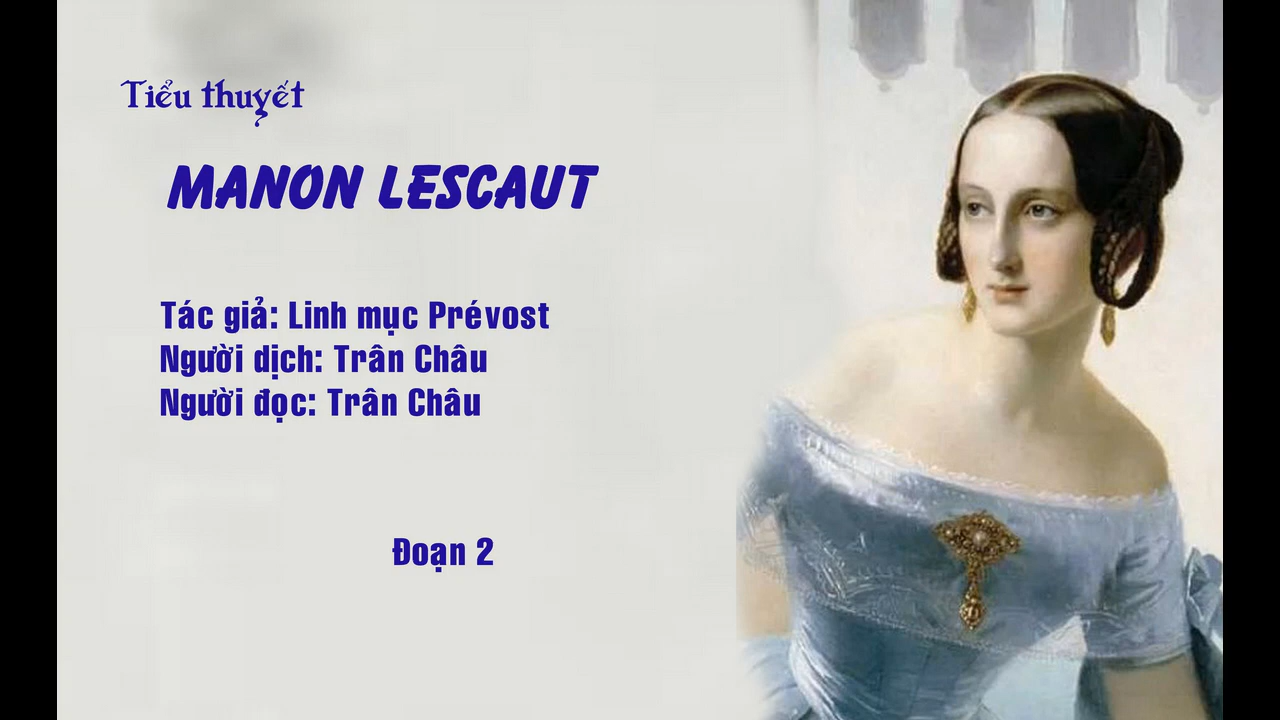 Tiểu thuyết
MANON LESCAUT
Tác giả: Linh mục Prévost
Người dịch: Trân Châu
Người đọc: Trân Châu
Đoạn 2